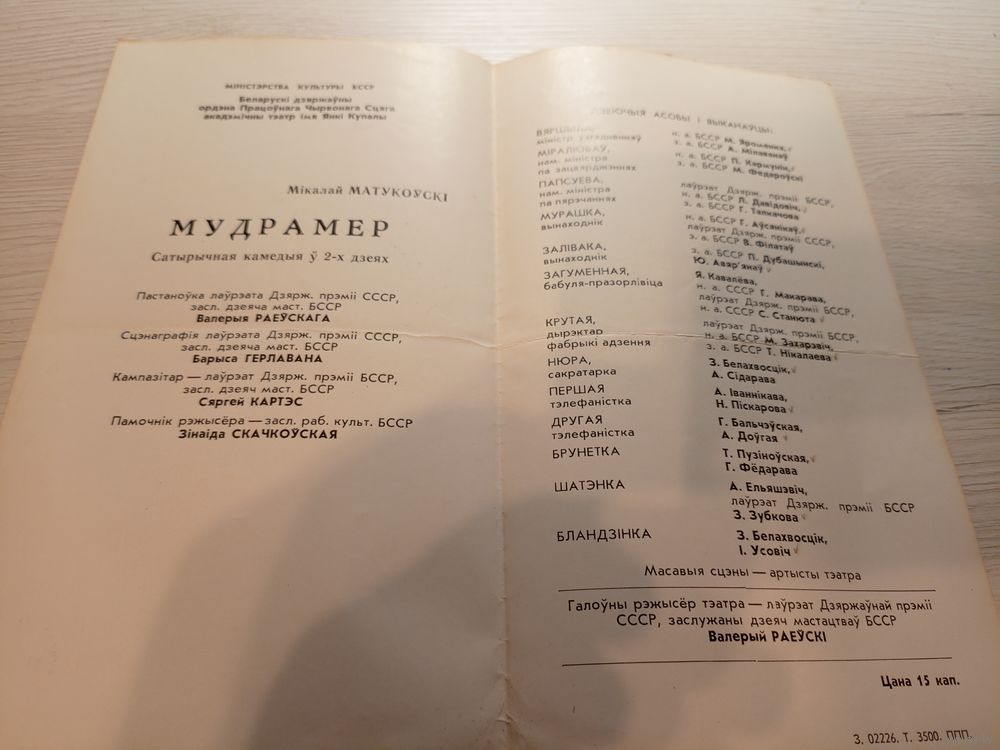 МІНІСТЭРСТВА КУЛЬТУРЫ БССР
Беларускі дзяржаўны
ордэна Працоўнага Чырвонага Сцяга
акадэмічны тэатр імя Янкі Купалы
Мікалай МАТУКОЎСКІ
МУДРАМЕР
Сатырычная камедыя ў 2-х дзеях
Пастаноўка лаўрэата Дзярж. прэміі СССР,
засл. дзеяча маст. БССР
Валерыя РАЕЎСКАГА
Сцэнаграфія лаўрэата Дзярж. прэміі СССР,
засл. дзеяча маст. БССР
Барыса ГЕРЛАВАНА
Кампазітар — лаўрэат Дзярж. прэміі БССР,
засл. дзеяч маст. БССР
Сяргей КАРТЭС
Памочнік рэжысёра — засл. раб. культ. БССР
Зінаіда СКАЧКОЎСКАЯ
ДЗЕЮЧЫЯ АСОБЫ І ВЫКАНАЎЦЫ:
ВЯРШЫЛА, н. а. БССР М. Яроменка,
міністр узгадненняў з. а. БССР А. Мілаванаў
МІРАЛЮБАЎ, н. а. БССР П. Кармунін,
нам. міністра з. а. БССР М. Федароўскі
па зацвярджэннях
ПАПСУЕВА, лаўрэат Дзярж. прэміі БССР,
нам. міністра н. а. БССР Л. Давідовіч,
па пярэчаннях з. а. БССР Г. Талкачова
МУРАШКА, н. а. БССР Г. Аўсяннікаў,
вынаходнік лаўрэат Дзярж. прэміі СССР,
з. а. БССР В. Філатаў
ЗАЛІВАКА, з. а. БССР П. Дубашынскі,
вынаходнік Ю. Авяр'янаў
ЗАГУМЕННАЯ, Я. Кавалёва,
бабуля-празорлівіца н. а. СССР Г. Макарава,
лаўрэат Дзярж. прэміі БССР,
н. а. СССР С. Станюта
КРУТАЯ, лаўрэат Дзярж. прэміі БССР,
дырэктар н. а. БССР М. Захарэвіч,
фабрыкі адзення з. а. БССР Т. Нікалаева
НЮРА, З. Белахвосцік,
сакратарка А. Сідарава
ПЕРШАЯ А. Іваннікава,
тэлефаністка Н. Піскарова
ДРУГАЯ Г. Бальчэўская,
тэлефаністка А. Доўгая
БРУНЕТКА Т. Пузіноўская,
Г. Фёдарава
ШАТЭНКА А. Ельяшэвіч,
лаўрэат Дзярж. прэміі БССР
З. Зубкова
БЛАНДЗІНКА З. Белахвосцік,
І. Усовіч
Масавыя сцэны — артысты тэатра
Галоўны рэжысёр тэатра — лаўрэат Дзяржаўнай прэміі
СССР, заслужаны дзеяч мастацтваў БССР
Валерый РАЕЎСКІ
Цана 15 кап.
З. 02226. Т. 3500. ППП.